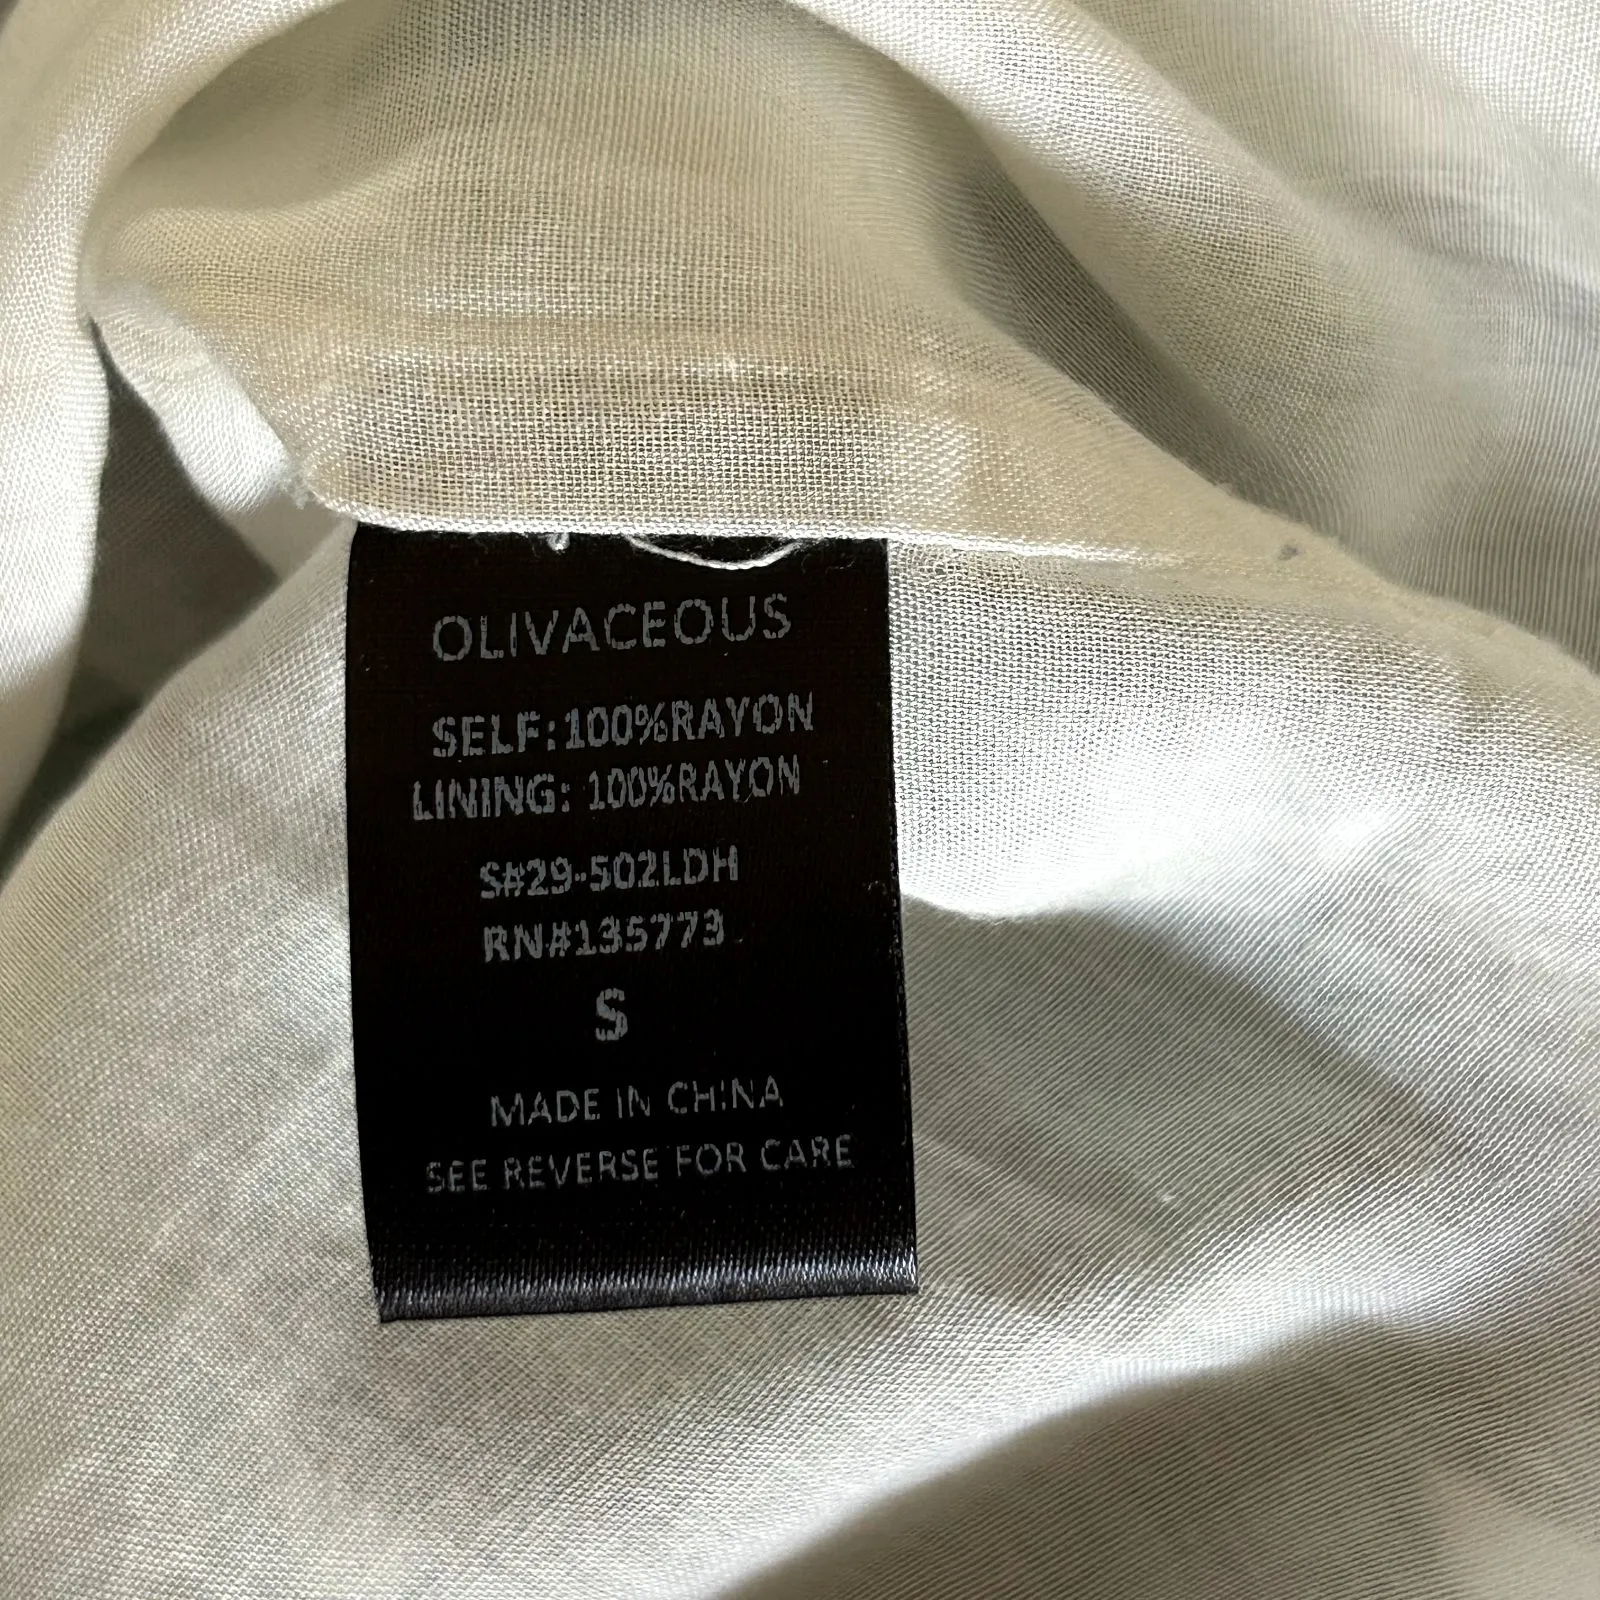 OLIVACEOUS
SELF:100%RAYON
LINING: 100%RAYON
S#29-502LDH
RN#135773
S
MADE IN CHINA
SEE REVERSE FOR CARE